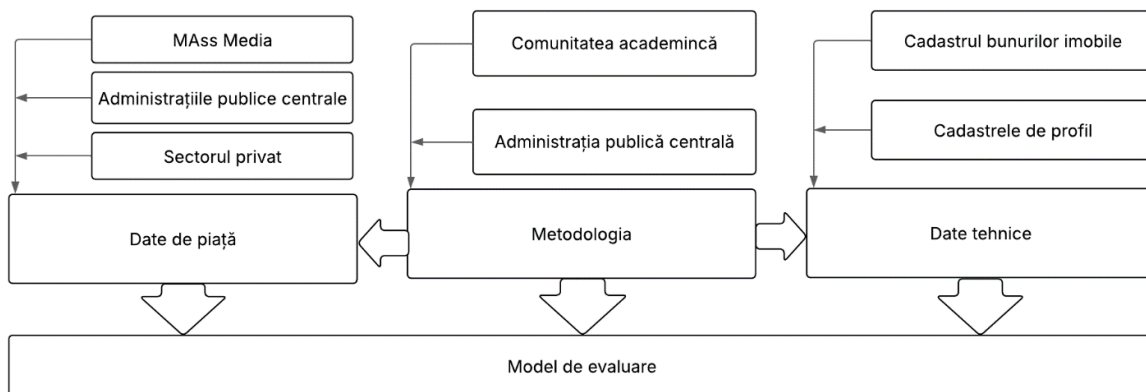 MAss Media
Administrațiile publice centrale
Sectorul privat
Date de piață
Comunitatea academincă
Administrația publică centrală
Metodologia
Cadastrul bunurilor imobile
Cadastrele de profil
Date tehnice
Model de evaluare